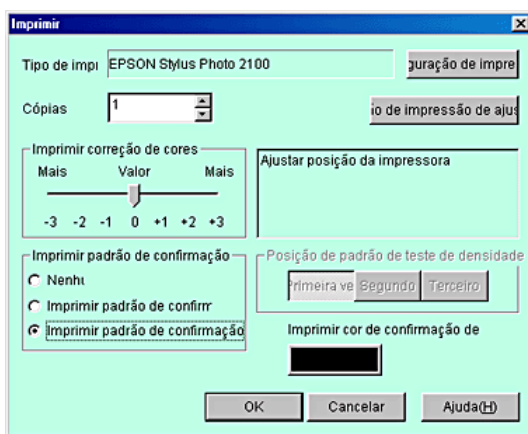 Imprimir
Tipo de impı EPSON Stylus Photo 2100 guração de impre
Cópias 1 io de impressão de ajus
Imprimir correção de cores
Mais Valor Mais
-3 -2 -1 0 +1 +2 +3
Ajustar posição da impressora
Imprimir padrão de confirmação
Nenhu
Imprimir padrão de confirr
Imprimir padrão de confirmação
Posição de padrão de teste de densidade
Primeira ve Segundo Terceiro
Imprimir cor de confirmação de
OK Cancelar Ajuda(H)